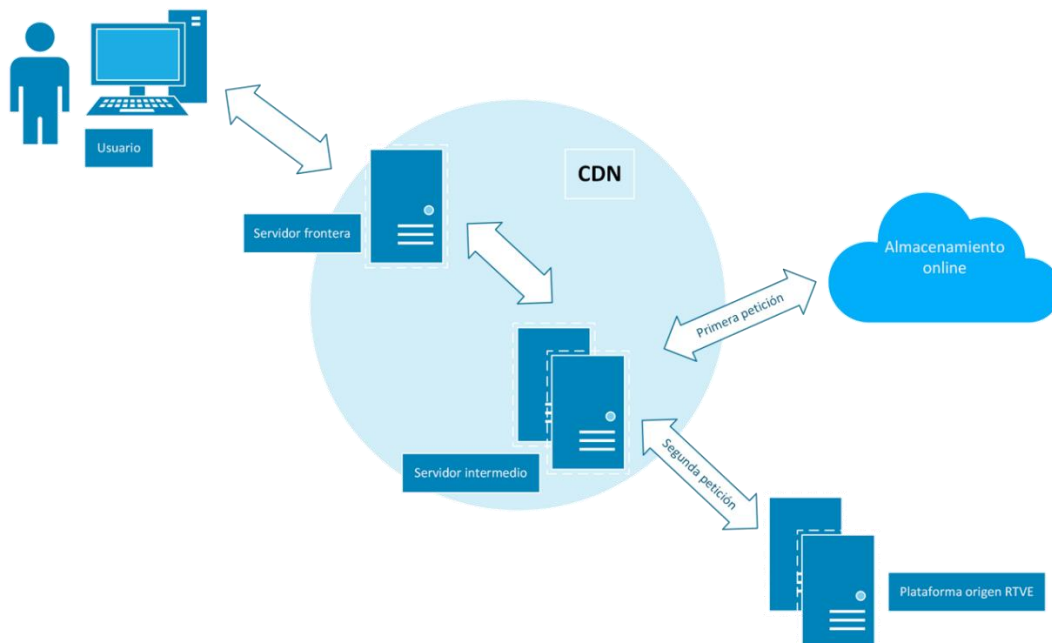 Usuario
CDN
Servidor frontera
Almacenamiento
online
Primera petición
Segunda petición
Servidor intermedio
Plataforma origen RTVE